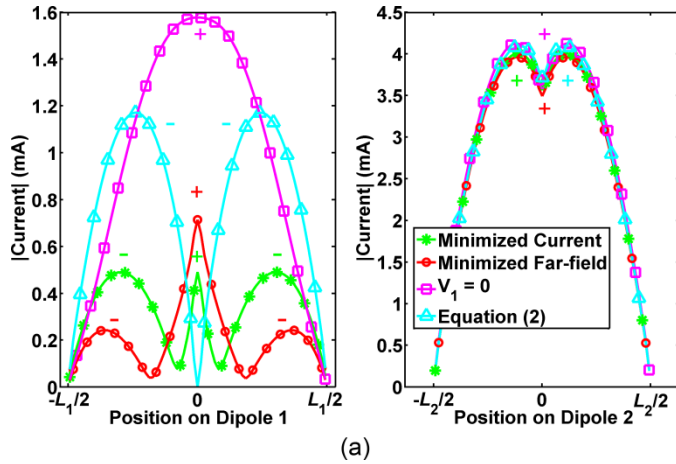 1.6
1.4
1.2
1
0.8
0.6
0.4
0.2
0
|Current| (mA)
-L₁/2
0
L₁/2
Position on Dipole 1
+
-
-
+
+
-
-
-
-
4.5
4
3.5
3
2.5
2
1.5
1
0.5
0
|Current| (mA)
-L₂/2
0
L₂/2
Position on Dipole 2
+
+
+
+
Minimized Current
Minimized Far-field
V₁ = 0
Equation (2)
(a)